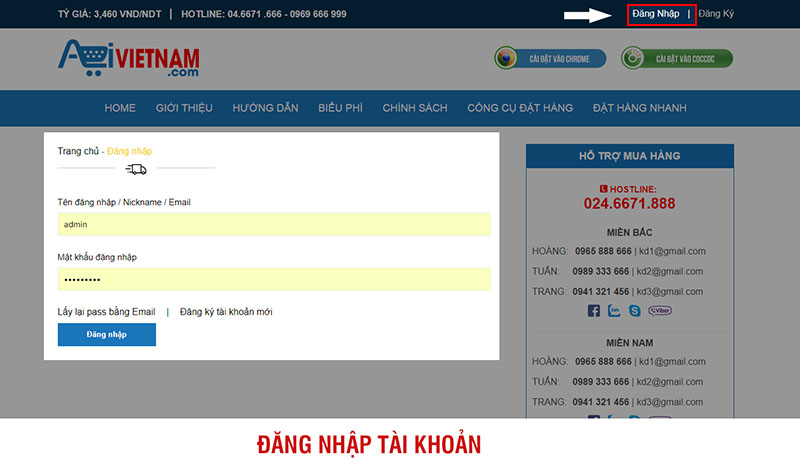 TỶ GIÁ: 3,460 VND/NDT | HOTLINE: 04.6671 .666 - 0969 666 999
Đăng Nhập | Đăng Ký
AliVIETNAM
.com
CÀI ĐẶT VÀO CHROME
CÀI ĐẶT VÀO COCCOC
HOME GIỚI THIỆU HƯỚNG DẪN BIỂU PHÍ CHÍNH SÁCH CÔNG CỤ ĐẶT HÀNG ĐẶT HÀNG NHANH
Trang chủ - Đăng nhập
Tên đăng nhập / Nickname / Email
admin
Mật khẩu đăng nhập
•••••••••
Lấy lại pass bằng Email | Đăng ký tài khoản mới
Đăng nhập
HỖ TRỢ MUA HÀNG
HOSTLINE:
024.6671.888
MIỀN BẮC
HOÀNG: 0965 888 666 | kd1@gmail.com
TUẤN: 0989 333 666 | kd2@gmail.com
TRANG: 0941 321 456 | kd3@gmail.com
Viber
MIỀN NAM
HOÀNG: 0965 888 666 | kd1@gmail.com
TUẤN: 0989 333 666 | kd2@gmail.com
TRANG: 0941 321 456 | kd3@gmail.com
ĐĂNG NHẬP TÀI KHOẢN